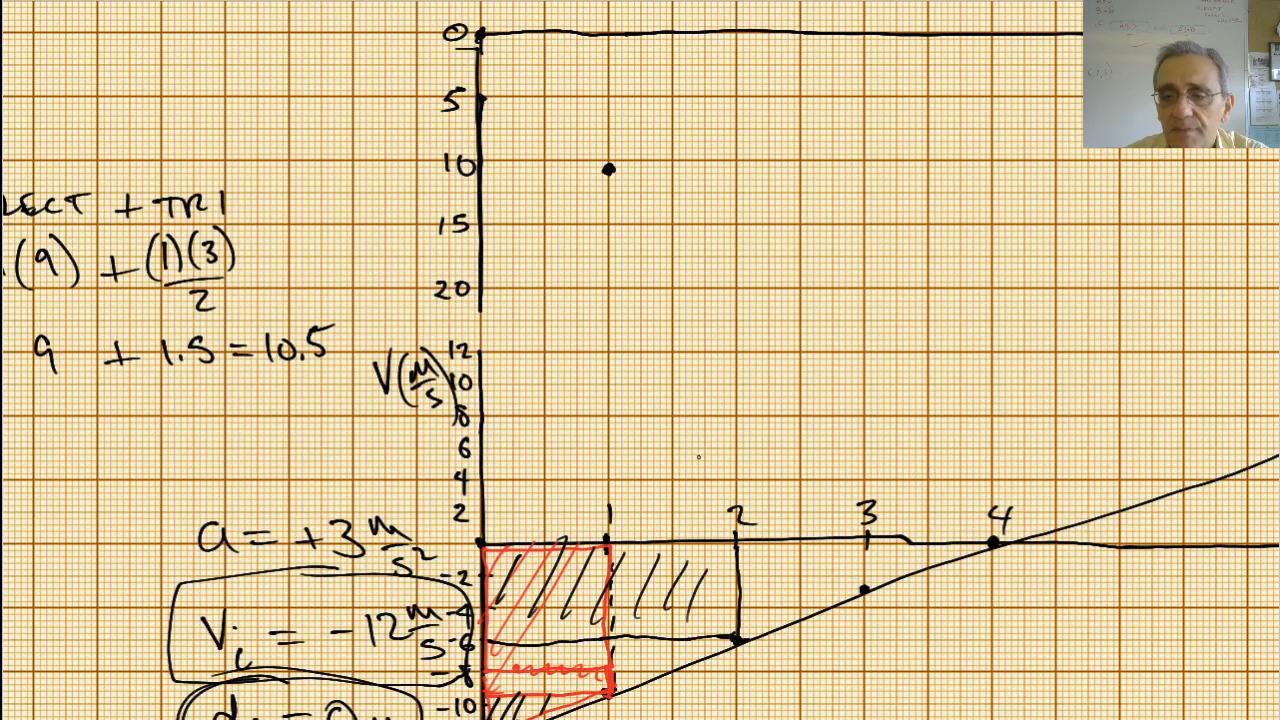 0
5
10
15
20
LECT + TRI
(9) + (1)(3)/2
9 + 1.5 = 10.5
V(m/s)
12
10
8
6
4
2
1 2 3 4
a = +3 m/s²
-2
-4
-6
-8
-10
Vi = -12 m/s